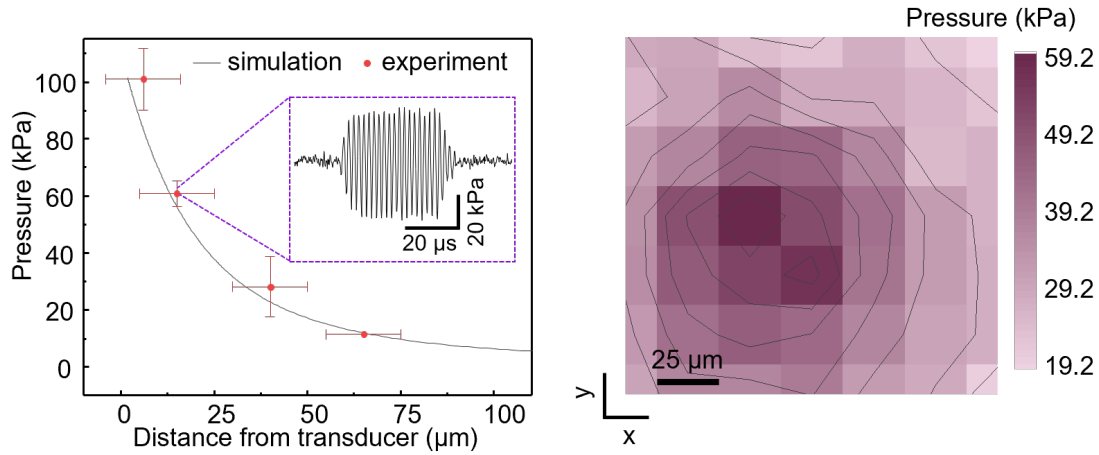 Pressure (kPa)
100
80
60
40
20
0
0
25
50
75
100
Distance from transducer (µm)
simulation
experiment
20 µs
20 kPa
Pressure (kPa)
59.2
49.2
39.2
29.2
19.2
25 µm
y
x